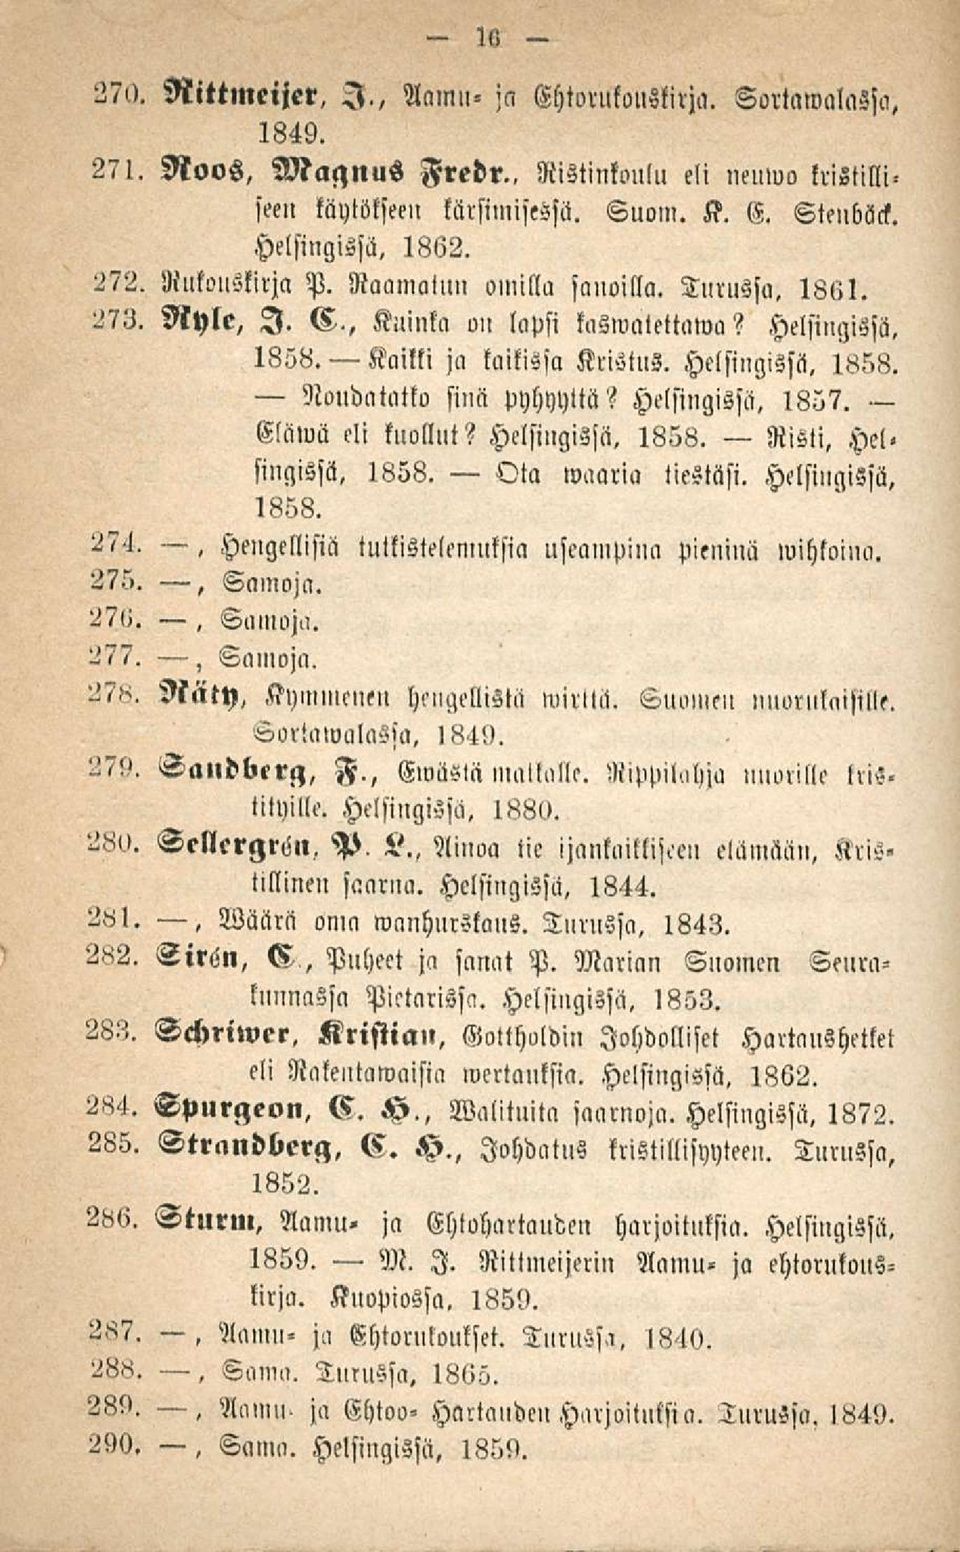 — 16 —
270. Rittmeijer, J., Aamu- ja Ehtorukouskirja. Sortawalassa,
1849.
271. Roos, Magnus Fredr., Ristinkoulu eli neuwo kristilli-
seen käytökseen kärsimisessä. Suom. K. E. Stenbäck.
Helsingissä, 1862.
272. Rukouskirja P. Raamatun omilla sanoilla. Turussa, 1861.
273. Ryle, J. C., Kuinka on lapsi kaswatettawa? Helsingissä,
1858. — Kaikki ja kaikissa Kristus. Helsingissä, 1858.
— Noudatatko sinä pyhyyttä? Helsingissä, 1857. —
Eläwä eli kuollut? Helsingissä, 1858. — Risti, Hel-
singissä, 1858. — Ota waaria tiestäsi. Helsingissä,
1858.
274. —, Hengellisiä tutkistelemuksia useampina pieninä wihkoina.
275. —, Samoja.
276. —, Samoja.
277. —, Samoja.
278. Räty, Kymmenen hengellistä wirttä. Suomen nuorukaisille.
Sortawalassa, 1849.
279. Sandberg, F., Ewästä matkalle. Rippilahja nuorille kris-
tityille. Helsingissä, 1880.
280. Sellergrén, P. L., Ainoa tie ijankaikkiseen elämään, Kris-
tillinen saarna. Helsingissä, 1844.
281. —, Wäärä oma wanhurskaus. Turussa, 1843.
282. Sirén, C., Puheet ja sanat P. Marian Suomen Seura-
kunnassa Pietarissa. Helsingissä, 1853.
283. Schriwer, Kristian, Gottholdin Johdolliset Hartaushetket
eli Rakentawaisia wertauksia. Helsingissä, 1862.
284. Spurgeon, C. H., Walituita saarnoja. Helsingissä, 1872.
285. Strandberg, C. H., Johdatus kristillisyyteen. Turussa,
1852.
286. Sturm, Aamu- ja Ehtohartauden harjoituksia. Helsingissä,
1859. — M. J. Rittmeijerin Aamu- ja ehtorukous-
kirja. Kuopiossa, 1859.
287. —, Aamu- ja Ehtorukoukset. Turussa, 1840.
288. —, Sama. Turussa, 1865.
289. —, Aamu- ja Ehtoo- Hartauden Harjoituksia. Turussa, 1849.
290. —, Sama. Helsingissä, 1859.